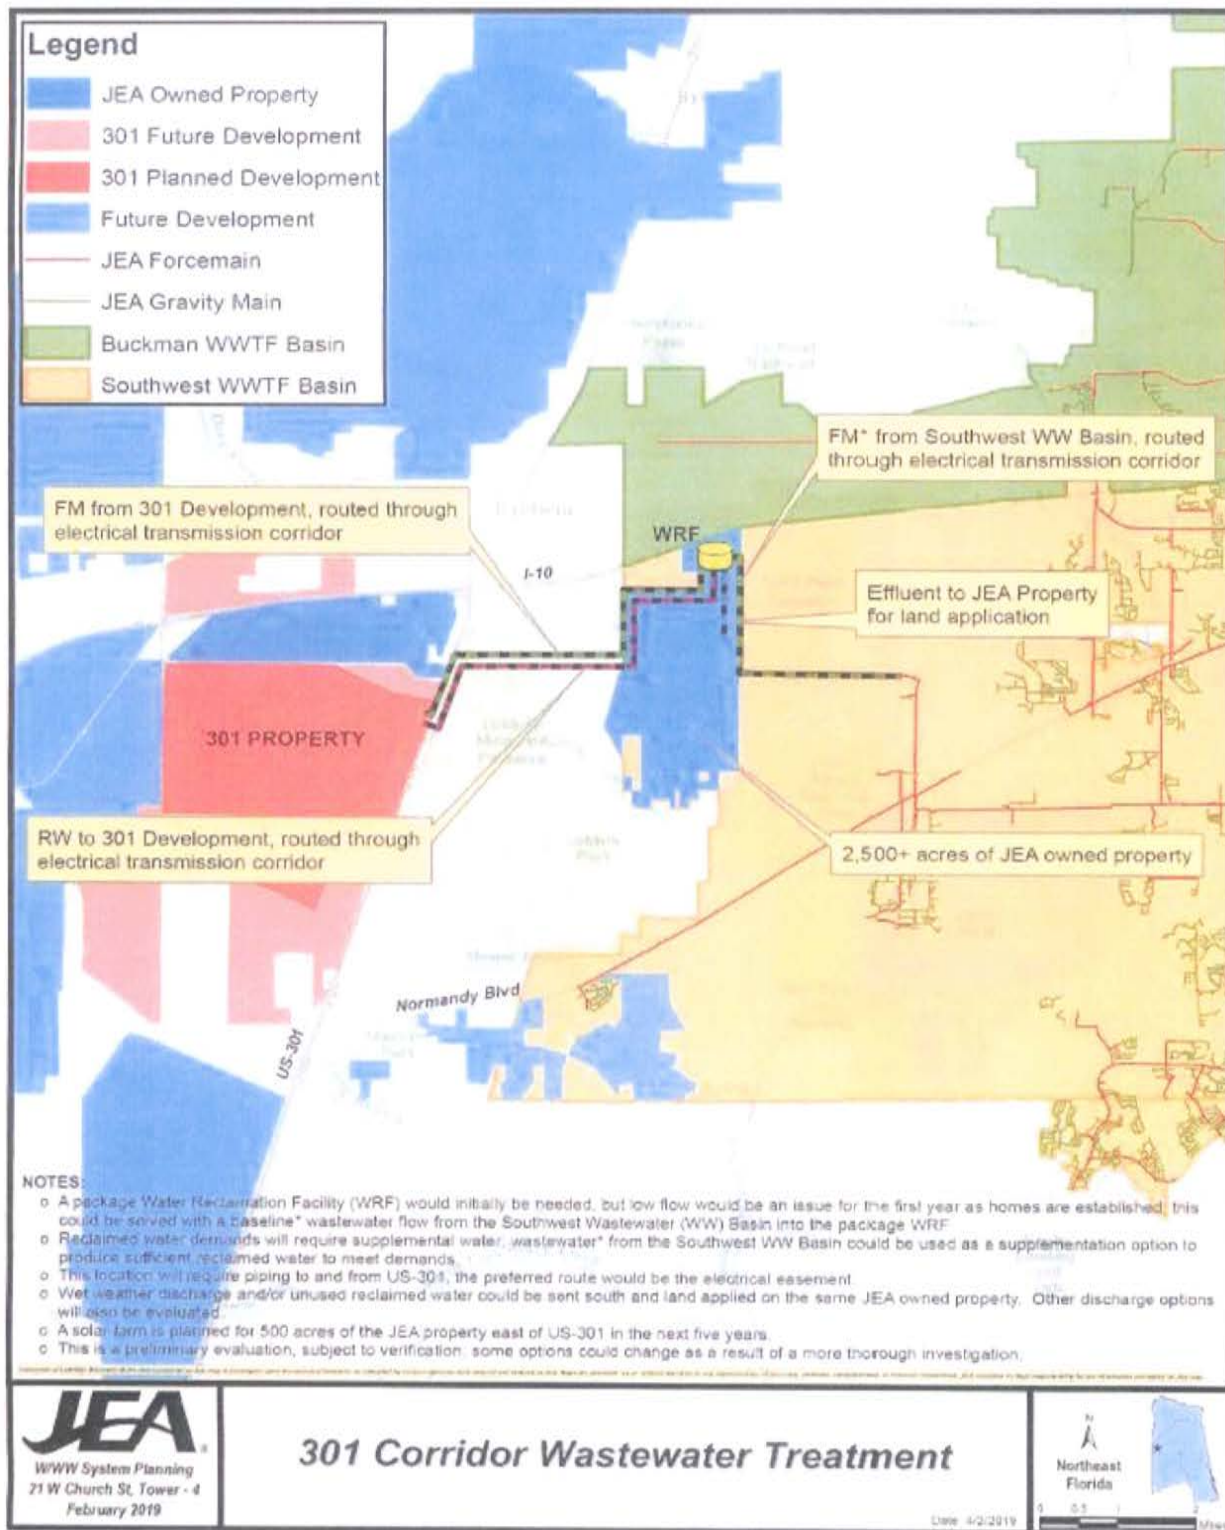 Legend
JEA Owned Property
301 Future Development
301 Planned Development
Future Development
JEA Forcemain
JEA Gravity Main
Buckman WWTF Basin
Southwest WWTF Basin
FM* from Southwest WW Basin, routed
through electrical transmission corridor
FM from 301 Development, routed through
electrical transmission corridor
WRF
I-10
Effluent to JEA Property
for land application
301 PROPERTY
RW to 301 Development, routed through
electrical transmission corridor
2,500+ acres of JEA owned property
Normandy Blvd
US-301
NOTES:
o A package Water Reclamation Facility (WRF) would initially be needed, but low flow would be an issue for the first year as homes are established; this
could be served with a baseline* wastewater flow from the Southwest Wastewater (WW) Basin into the package WRF
o Reclaimed water demands will require supplemental water, wastewater* from the Southwest WW Basin could be used as a supplementation option to
produce sufficient reclaimed water to meet demands.
o This location will require piping to and from US-301, the preferred route would be the electrical easement
o Wet weather discharge and/or unused reclaimed water could be sent south and land applied on the same JEA owned property. Other discharge options
will also be evaluated.
o A solar farm is planned for 500 acres of the JEA property east of US-301 in the next five years.
o This is a preliminary evaluation, subject to verification, some options could change as a result of a more thorough investigation.
JEA
W/WW System Planning
21 W Church St, Tower - 4
February 2019
301 Corridor Wastewater Treatment
Date: 4/2/2019
N
Northeast
Florida
0 0.5 1 2
Miles